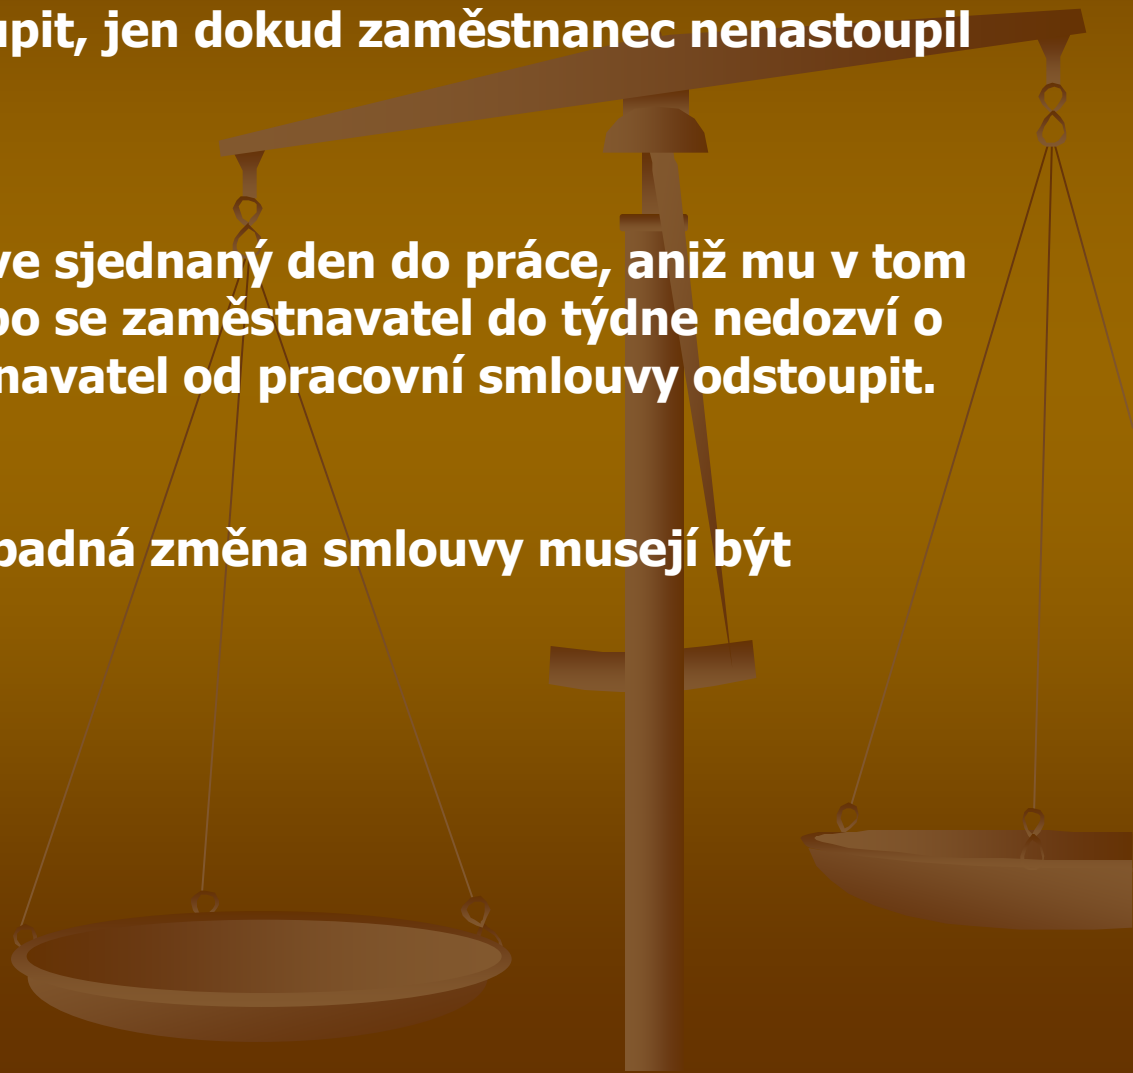 upit, jen dokud zaměstnanec nenastoupil
ve sjednaný den do práce, aniž mu v tom
bo se zaměstnavatel do týdne nedozví o
navatel od pracovní smlouvy odstoupit.
padná změna smlouvy musejí být